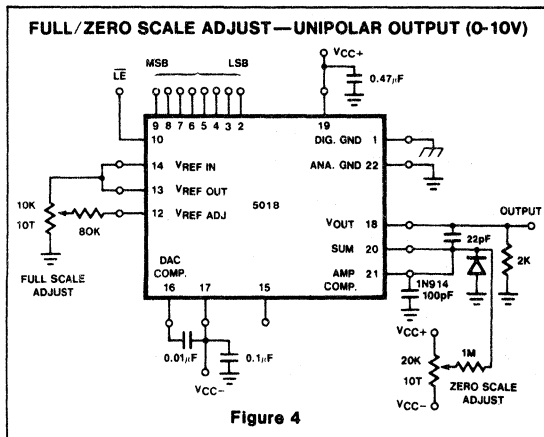 FULL/ZERO SCALE ADJUST—UNIPOLAR OUTPUT (0-10V)
VCC+
MSB LSB
LE
0.47μF
9 8 7 6 5 4 3 2
19
10
DIG. GND 1
14 VREF IN
ANA. GND 22
13 VREF OUT
10K
10T
80K
12 VREF ADJ
5018
VOUT 18
OUTPUT
22pF
SUM 20
2K
FULL SCALE
ADJUST
DAC
COMP.
AMP 21
COMP.
1N914
100pF
16 17 15
VCC+
1M
20K
10T
0.01μF
0.1μF
ZERO SCALE
ADJUST
VCC-
VCC-
Figure 4